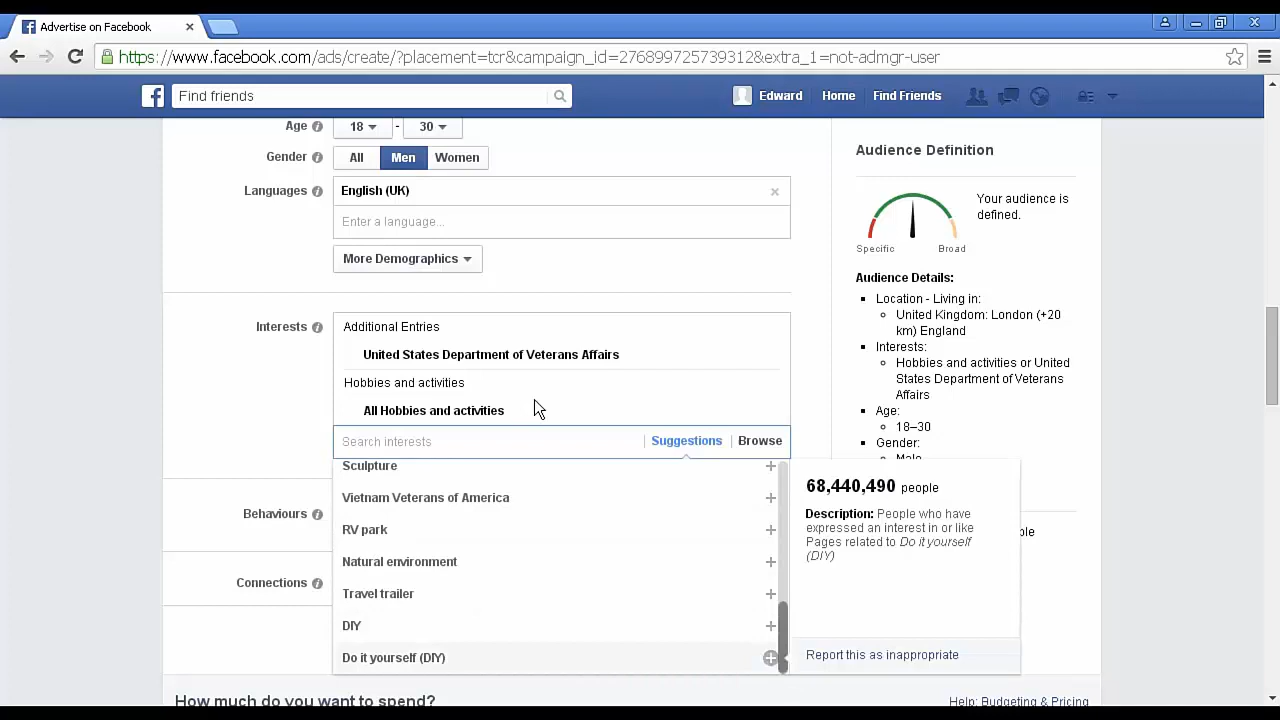 Advertise on Facebook
https://www.facebook.com/ads/create/?placement=tcr&campaign_id=276899725739312&extra_1=not-admgr-user
Find friends
Edward Home Find Friends
Age 18 - 30
Gender All Men Women
Languages English (UK)
Enter a language...
More Demographics
Interests Additional Entries
United States Department of Veterans Affairs
Hobbies and activities
All Hobbies and activities
Search interests Suggestions Browse
Sculpture
Vietnam Veterans of America
RV park
Natural environment
Travel trailer
DIY
Do it yourself (DIY)
68,440,490 people
Description: People who have
expressed an interest in or like
Pages related to Do it yourself
(DIY)
Report this as inappropriate
Behaviours
Connections
Audience Definition
Your audience is
defined.
Specific Broad
Audience Details:
Location - Living in:
United Kingdom: London (+20
km) England
Interests:
Hobbies and activities or United
States Department of Veterans
Affairs
Age:
18–30
Gender:
Male
ple
How much do you want to spend?
Help: Budgeting & Pricing